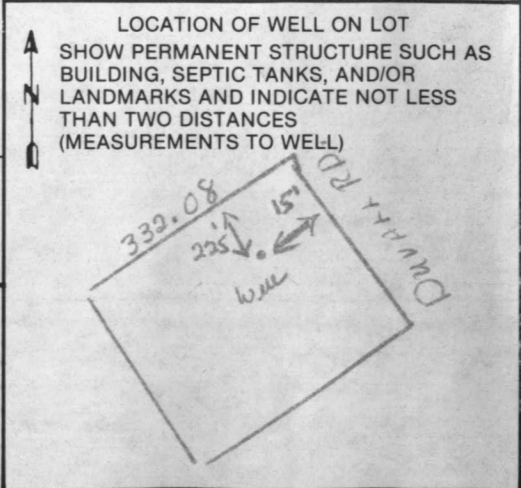 LOCATION OF WELL ON LOT
SHOW PERMANENT STRUCTURE SUCH AS
BUILDING, SEPTIC TANKS, AND/OR
N LANDMARKS AND INDICATE NOT LESS
THAN TWO DISTANCES
(MEASUREMENTS TO WELL)
332.08
225'
15'
Well
RD